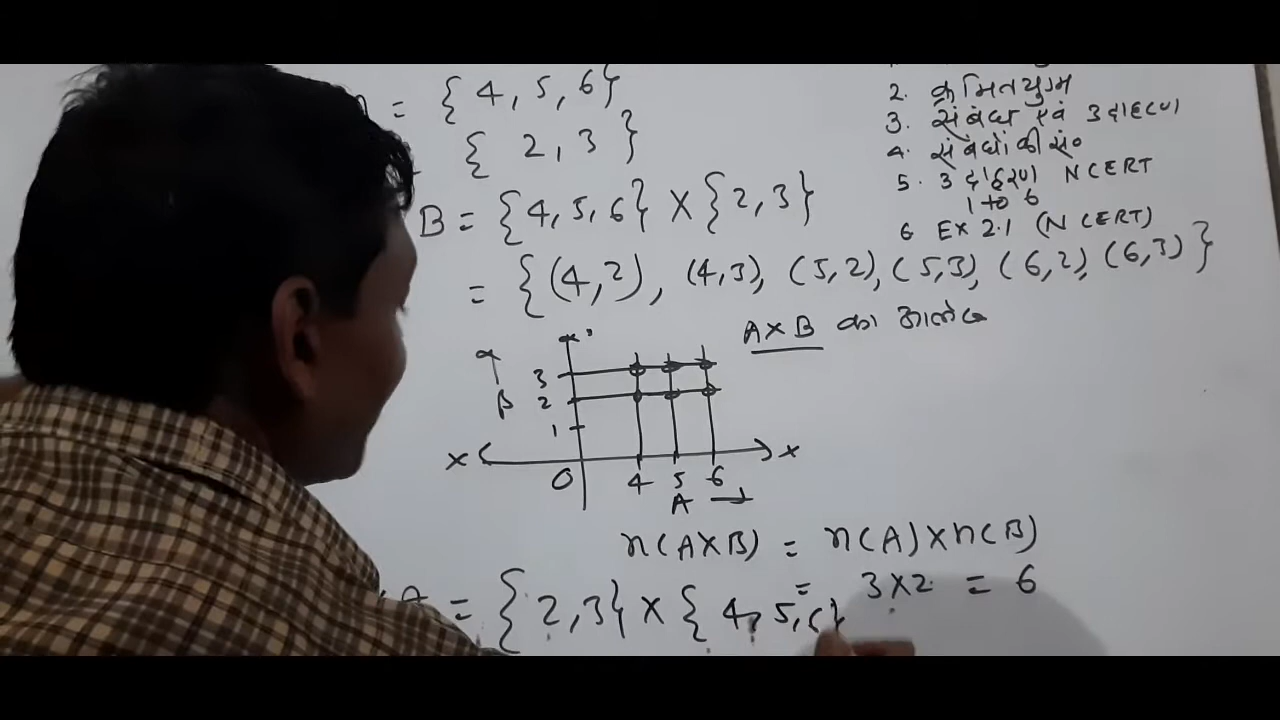 = {4, 5, 6}
{ 2, 3 }
B = {4, 5, 6} X {2, 3}
= {(4, 2), (4, 3), (5, 2), (5, 3), (6, 2), (6, 3)}
2. क्रमितयुग्म
3. संबंध एवं उदाहरण
4. संबंधों की सं०
5. उदाहरण NCERT
1 to 6
6 EX 2.1 (NCERT)
A X B का आलेख
3
B 2
1
X O 4 5 6 X
A →
n(A X B) = n(A) X n(B)
= 3 X 2 = 6
A = {2, 3} X {4, 5, 6}